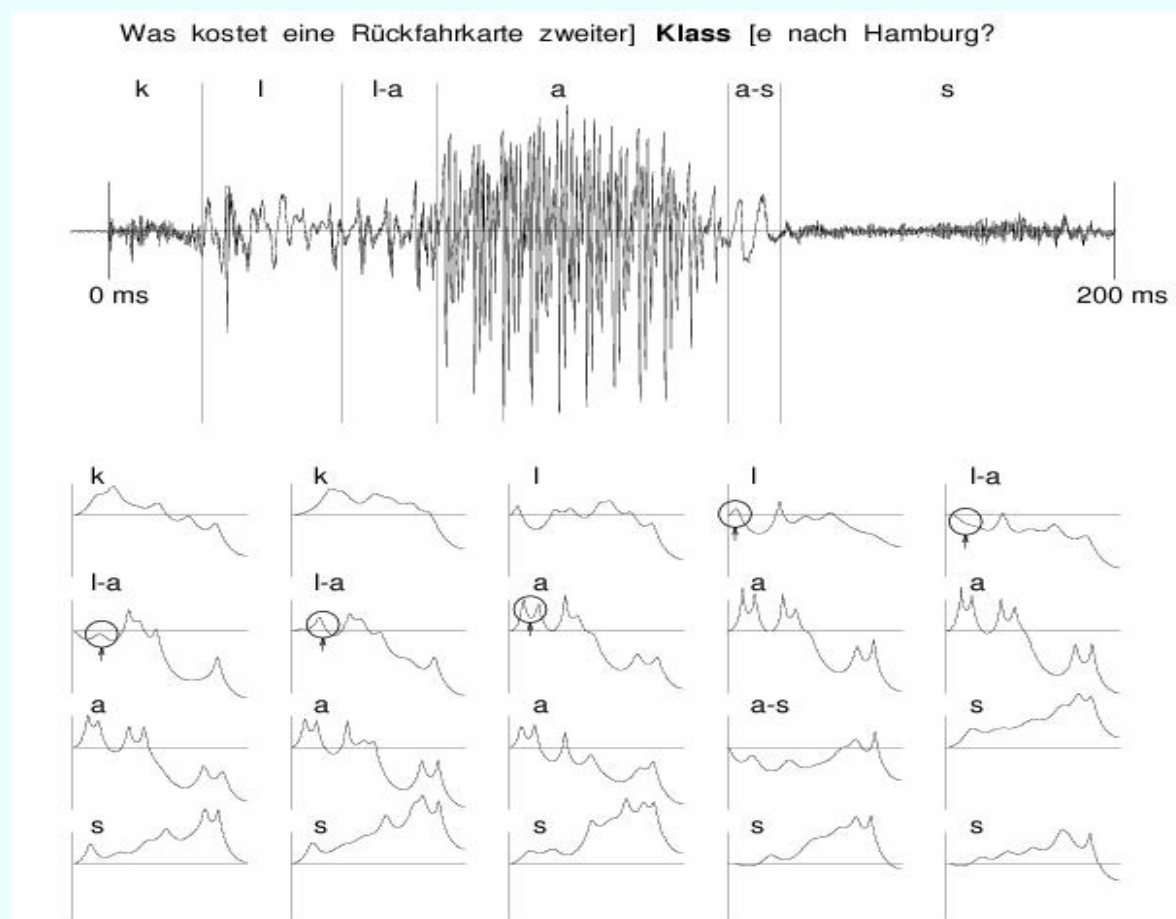 Was kostet eine Rückfahrkarte zweiter] Klass [e nach Hamburg?
k l l-a a a-s s
0 ms 200 ms
k k l l l-a
l-a l-a a a a
a a a a-s s
s s s s s